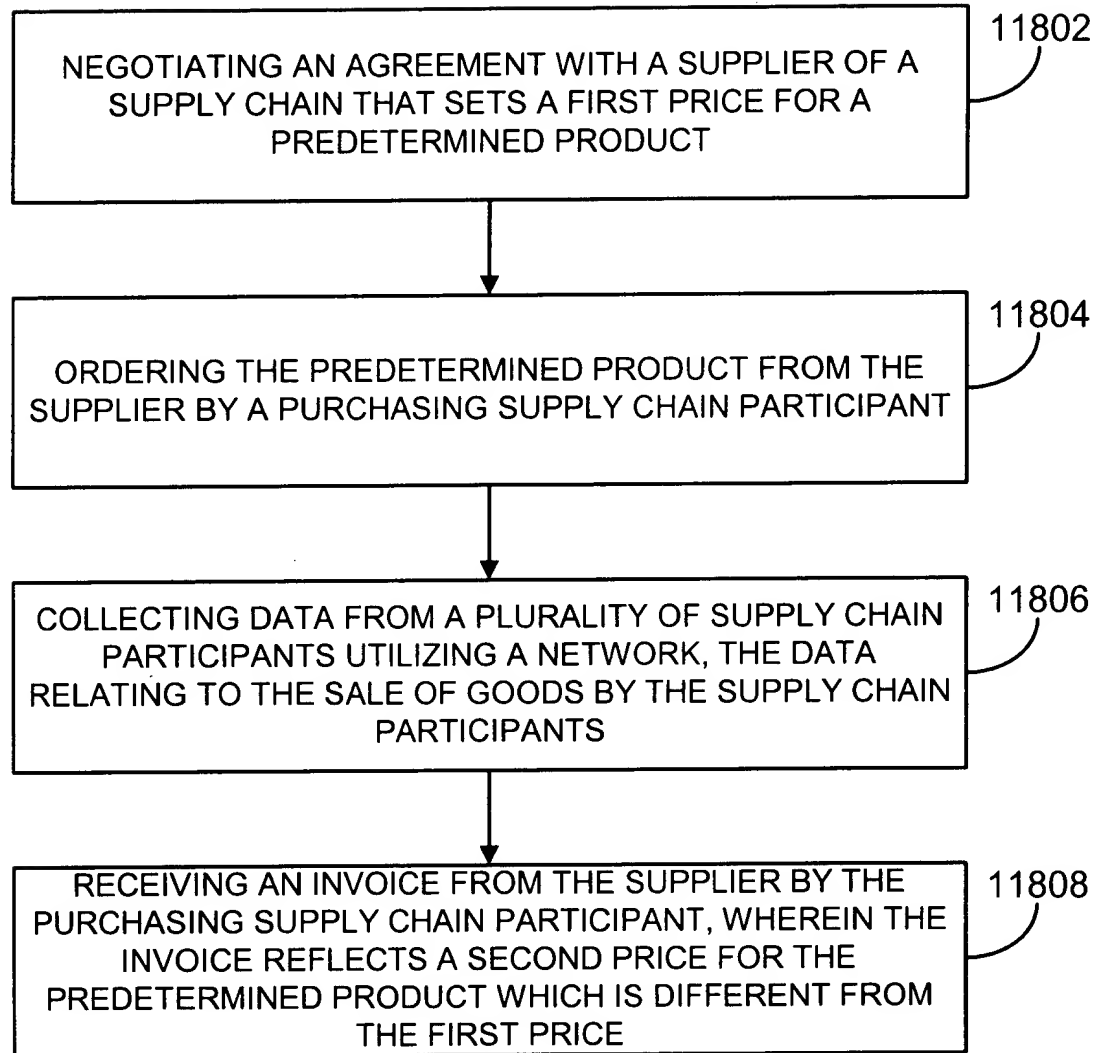 11802
NEGOTIATING AN AGREEMENT WITH A SUPPLIER OF A
SUPPLY CHAIN THAT SETS A FIRST PRICE FOR A
PREDETERMINED PRODUCT
11804
ORDERING THE PREDETERMINED PRODUCT FROM THE
SUPPLIER BY A PURCHASING SUPPLY CHAIN PARTICIPANT
11806
COLLECTING DATA FROM A PLURALITY OF SUPPLY CHAIN
PARTICIPANTS UTILIZING A NETWORK, THE DATA
RELATING TO THE SALE OF GOODS BY THE SUPPLY CHAIN
PARTICIPANTS
11808
RECEIVING AN INVOICE FROM THE SUPPLIER BY THE
PURCHASING SUPPLY CHAIN PARTICIPANT, WHEREIN THE
INVOICE REFLECTS A SECOND PRICE FOR THE
PREDETERMINED PRODUCT WHICH IS DIFFERENT FROM
THE FIRST PRICE